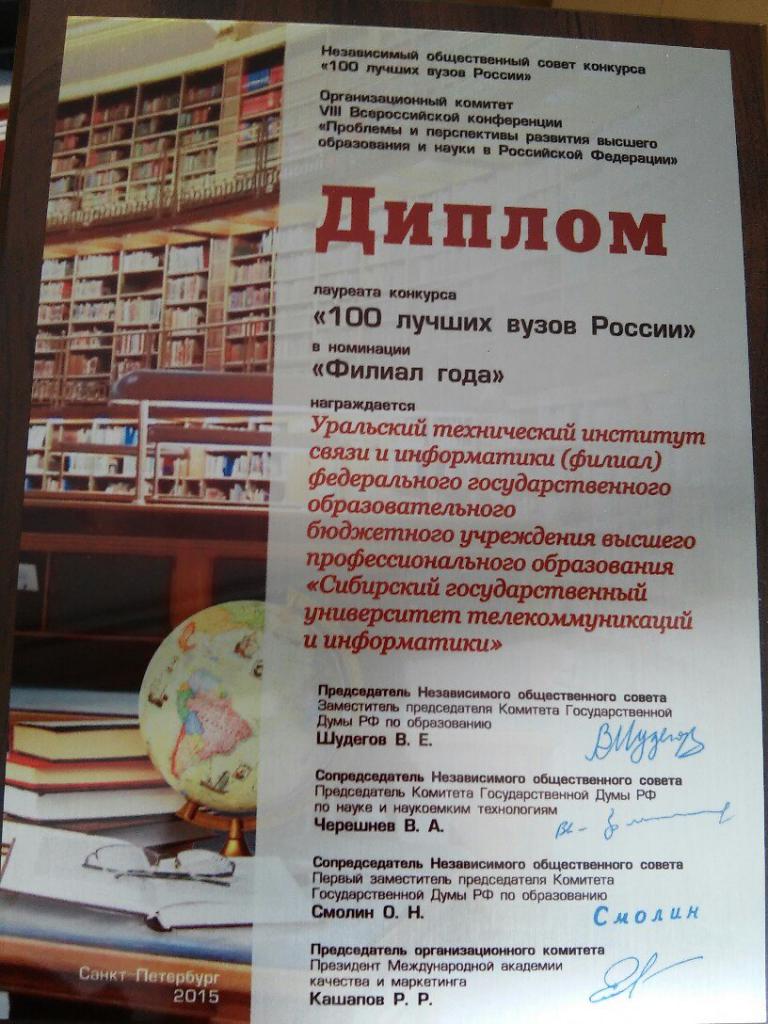 Независимый общественный совет конкурса
«100 лучших вузов России»
Организационный комитет
VIII Всероссийской конференции
«Проблемы и перспективы развития высшего
образования и науки в Российской Федерации»
Диплом
лауреата конкурса
«100 лучших вузов России»
в номинации
«Филиал года»
награждается
Уральский технический институт
связи и информатики (филиал)
федерального государственного
образовательного
бюджетного учреждения высшего
профессионального образования
«Сибирский государственный
университет телекоммуникаций
и информатики»
Председатель Независимого общественного совета
Заместитель председателя Комитета Государственной
Думы РФ по образованию
Шудегов В. Е.
Сопредседатель Независимого общественного совета
Председатель Комитета Государственной Думы РФ
по науке и наукоемким технологиям
Черешнев В. А.
Сопредседатель Независимого общественного совета
Первый заместитель председателя Комитета
Государственной Думы РФ по образованию
Смолин О. Н.
Смолин
Председатель организационного комитета
Президент Международной академии
качества и маркетинга
Кашапов Р. Р.
Санкт-Петербург
2015